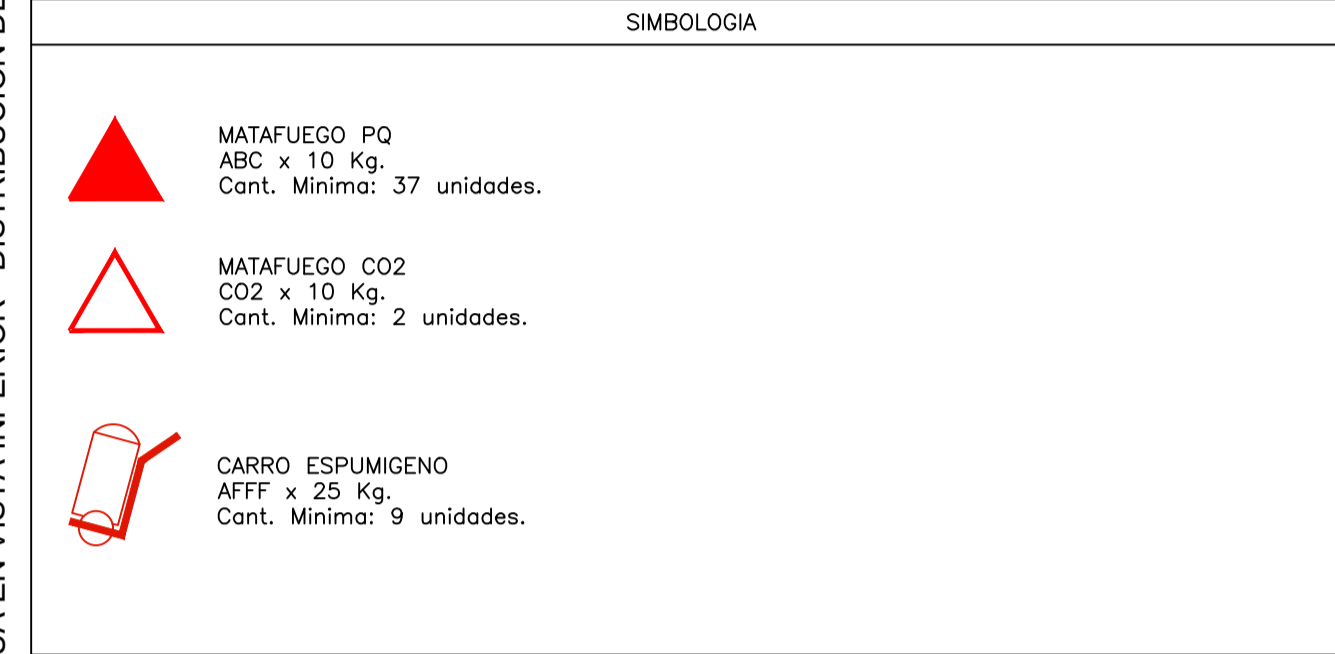 SIMBOLOGIA
MATAFUEGO PQ
ABC x 10 Kg.
Cant. Minima: 37 unidades.
MATAFUEGO CO2
CO2 x 10 Kg.
Cant. Minima: 2 unidades.
CARRO ESPUMIGENO
AFFF x 25 Kg.
Cant. Minima: 9 unidades.